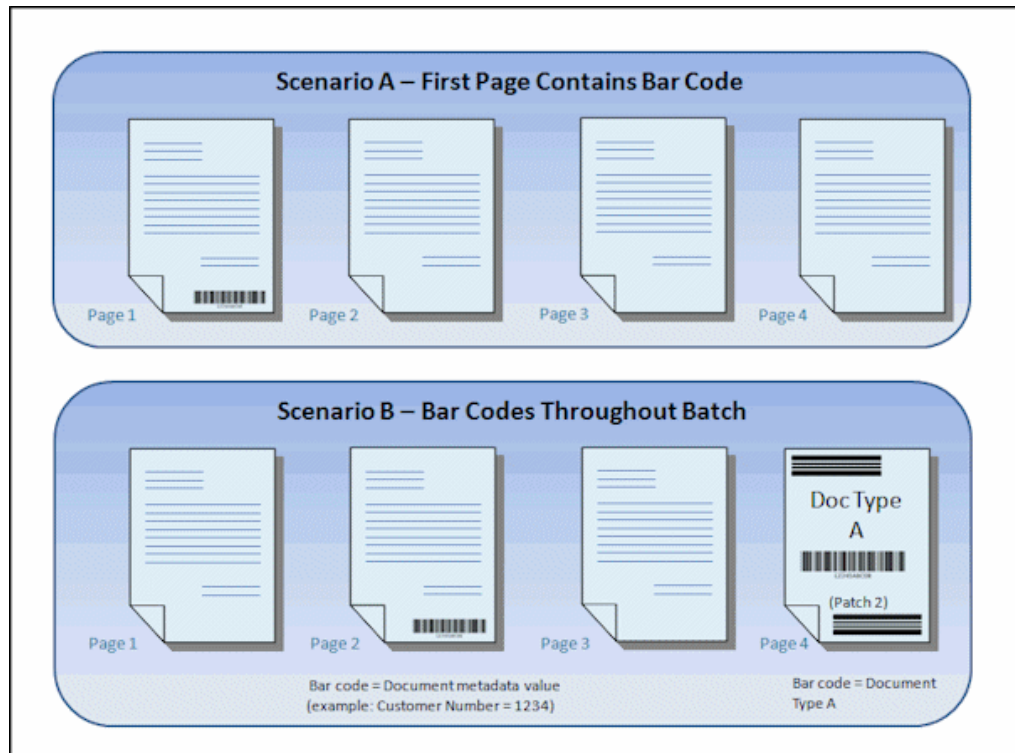 Scenario A – First Page Contains Bar Code
Page 1
Page 2
Page 3
Page 4
Scenario B – Bar Codes Throughout Batch
Doc Type
A
(Patch 2)
Page 1
Page 2
Page 3
Page 4
Bar code = Document metadata value
(example: Customer Number = 1234)
Bar code = Document
Type A